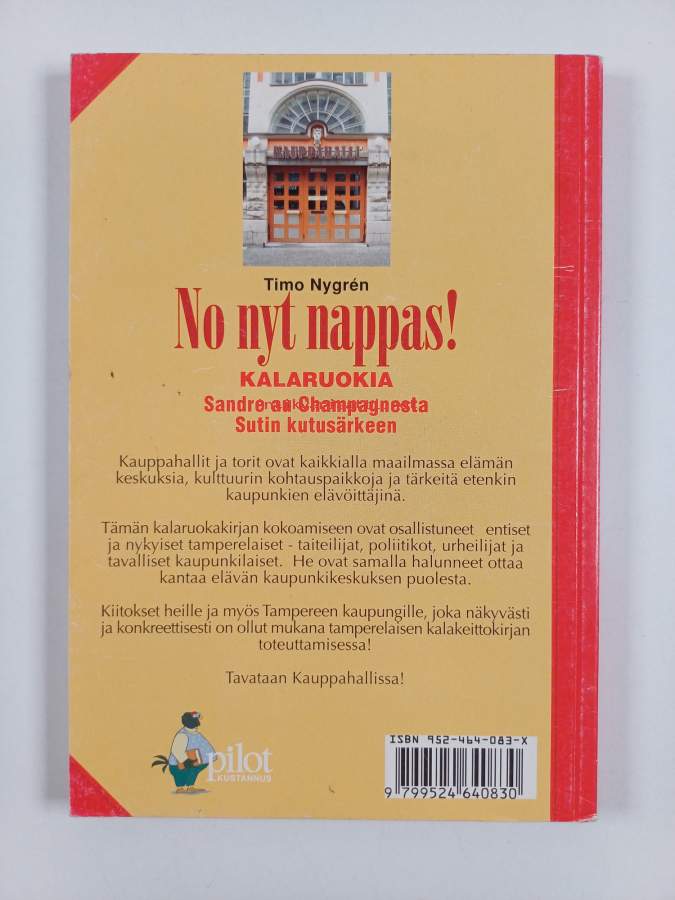 KAUPPAHALLI
Timo Nygrén
No nyt nappas!
KALARUOKIA
Sandre au Champagnesta
Sutin kutusärkeen
Kauppahallit ja torit ovat kaikkialla maailmassa elämän
keskuksia, kulttuurin kohtauspaikkoja ja tärkeitä etenkin
kaupunkien elävöittäjinä.
Tämän kalaruokakirjan kokoamiseen ovat osallistuneet entiset
ja nykyiset tamperelaiset - taiteilijat, poliitikot, urheilijat ja
tavalliset kaupunkilaiset. He ovat samalla halunneet ottaa
kantaa elävän kaupunkikeskuksen puolesta.
Kiitokset heille ja myös Tampereen kaupungille, joka näkyvästi
ja konkreettisesti on ollut mukana tamperelaisen kalakeittokirjan
toteuttamisessa!
Tavataan Kauppahallissa!
pilot
KUSTANNUS
ISBN 952-464-083-X
9 799524 640830